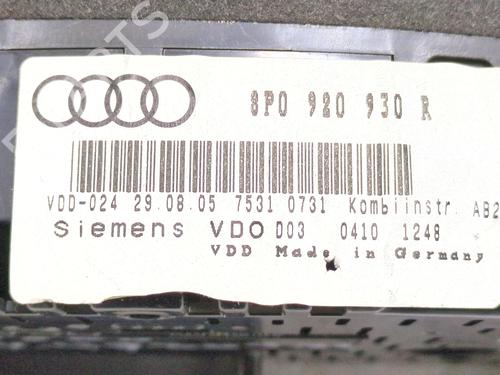 8P0 920 930 R
VDD-024 29.08.05 7531 0731 Kombiinstr. AB2
Siemens VDO D03 0410 1248
VDD Made in Germany